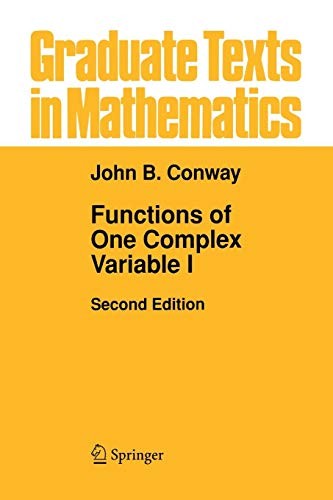 Graduate Texts
in Mathematics
John B. Conway
Functions of
One Complex
Variable I
Second Edition
Springer